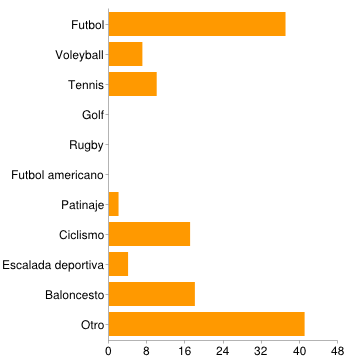 Futbol
Voleyball
Tennis
Golf
Rugby
Futbol americano
Patinaje
Ciclismo
Escalada deportiva
Baloncesto
Otro
0 8 16 24 32 40 48